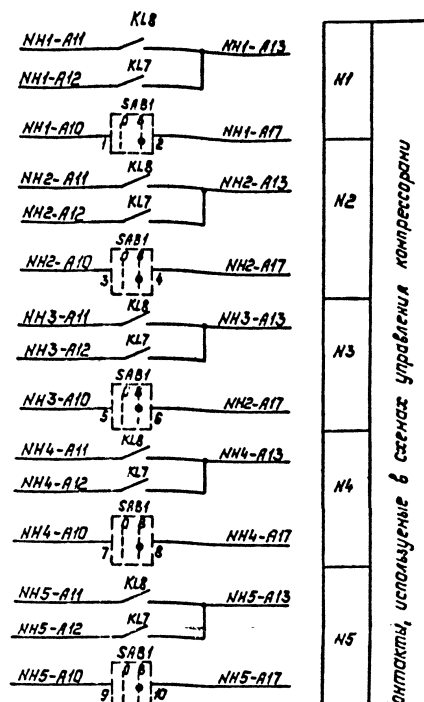 KL8
NH1-A11 NH1-A13
NH1-A12 KL7
N1
SAB1
0 б
NH1-A10 1 2 NH1-A17
NH2-A11 KL8 NH2-A13
NH2-A12 KL7
N2
SAB1
NH2-A10 3 4 NH2-A17
NH3-A11 KL8 NH3-A13
NH3-A12 KL7
N3
SAB1
NH3-A10 5 6 NH2-A17
NH4-A11 KL8 NH4-A13
NH4-A12 KL7
N4
SAB1
NH4-A10 7 8 NH4-A17
KL8
NH5-A11 NH5-A13
NH5-A12 KL7
N5
SAB1
NH5-A10 9 10 NH5-A17
онтакты, используемые в схемах управления компрессорами